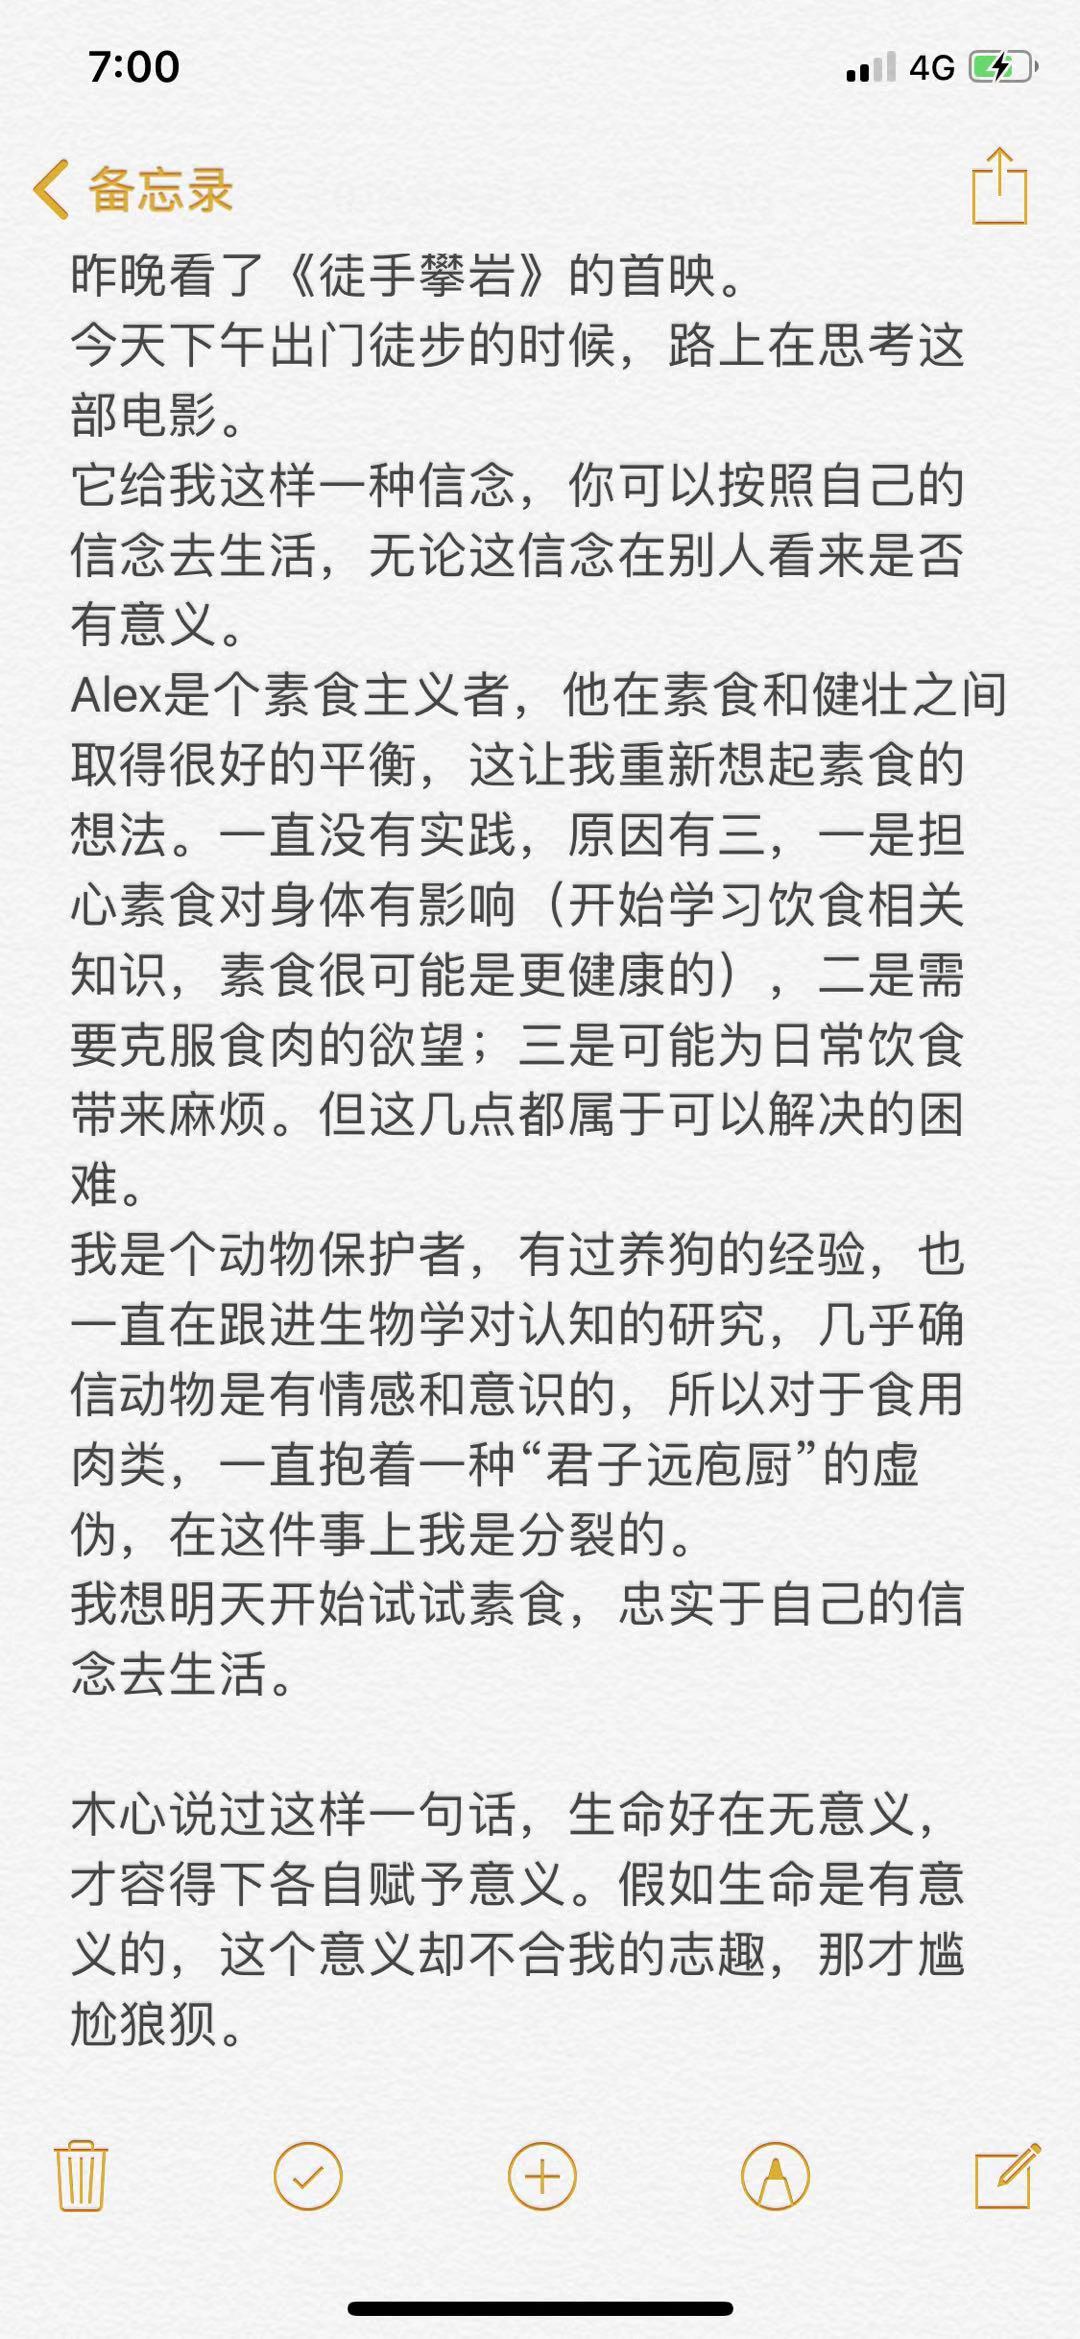 7:00
4G
备忘录
昨晚看了《徒手攀岩》的首映。
今天下午出门徒步的时候，路上在思考这
部电影。
它给我这样一种信念，你可以按照自己的
信念去生活，无论这信念在别人看来是否
有意义。
Alex是个素食主义者，他在素食和健壮之间
取得很好的平衡，这让我重新想起素食的
想法。一直没有实践，原因有三，一是担
心素食对身体有影响（开始学习饮食相关
知识，素食很可能是更健康的），二是需
要克服食肉的欲望；三是可能为日常饮食
带来麻烦。但这几点都属于可以解决的困
难。
我是个动物保护者，有过养狗的经验，也
一直在跟进生物学对认知的研究，几乎确
信动物是有情感和意识的，所以对于食用
肉类，一直抱着一种“君子远庖厨”的虚
伪，在这件事上我是分裂的。
我想明天开始试试素食，忠实于自己的信
念去生活。
木心说过这样一句话，生命好在无意义，
才容得下各自赋予意义。假如生命是有意
义的，这个意义却不合我的志趣，那才尴
尬狼狈。